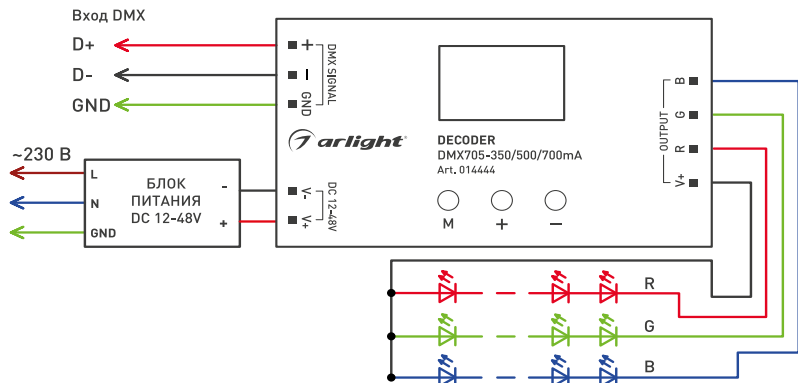 Вход DMX
D+
D-
GND
+
−
GND
DMX SIGNAL
arlight®
DECODER
DMX705-350/500/700mA
Art. 014444
M
+
−
B
G
R
V+
OUTPUT
~230 В
L
N
GND
БЛОК
ПИТАНИЯ
DC 12-48V
-
+
V-
V+
DC 12-48V
R
G
B